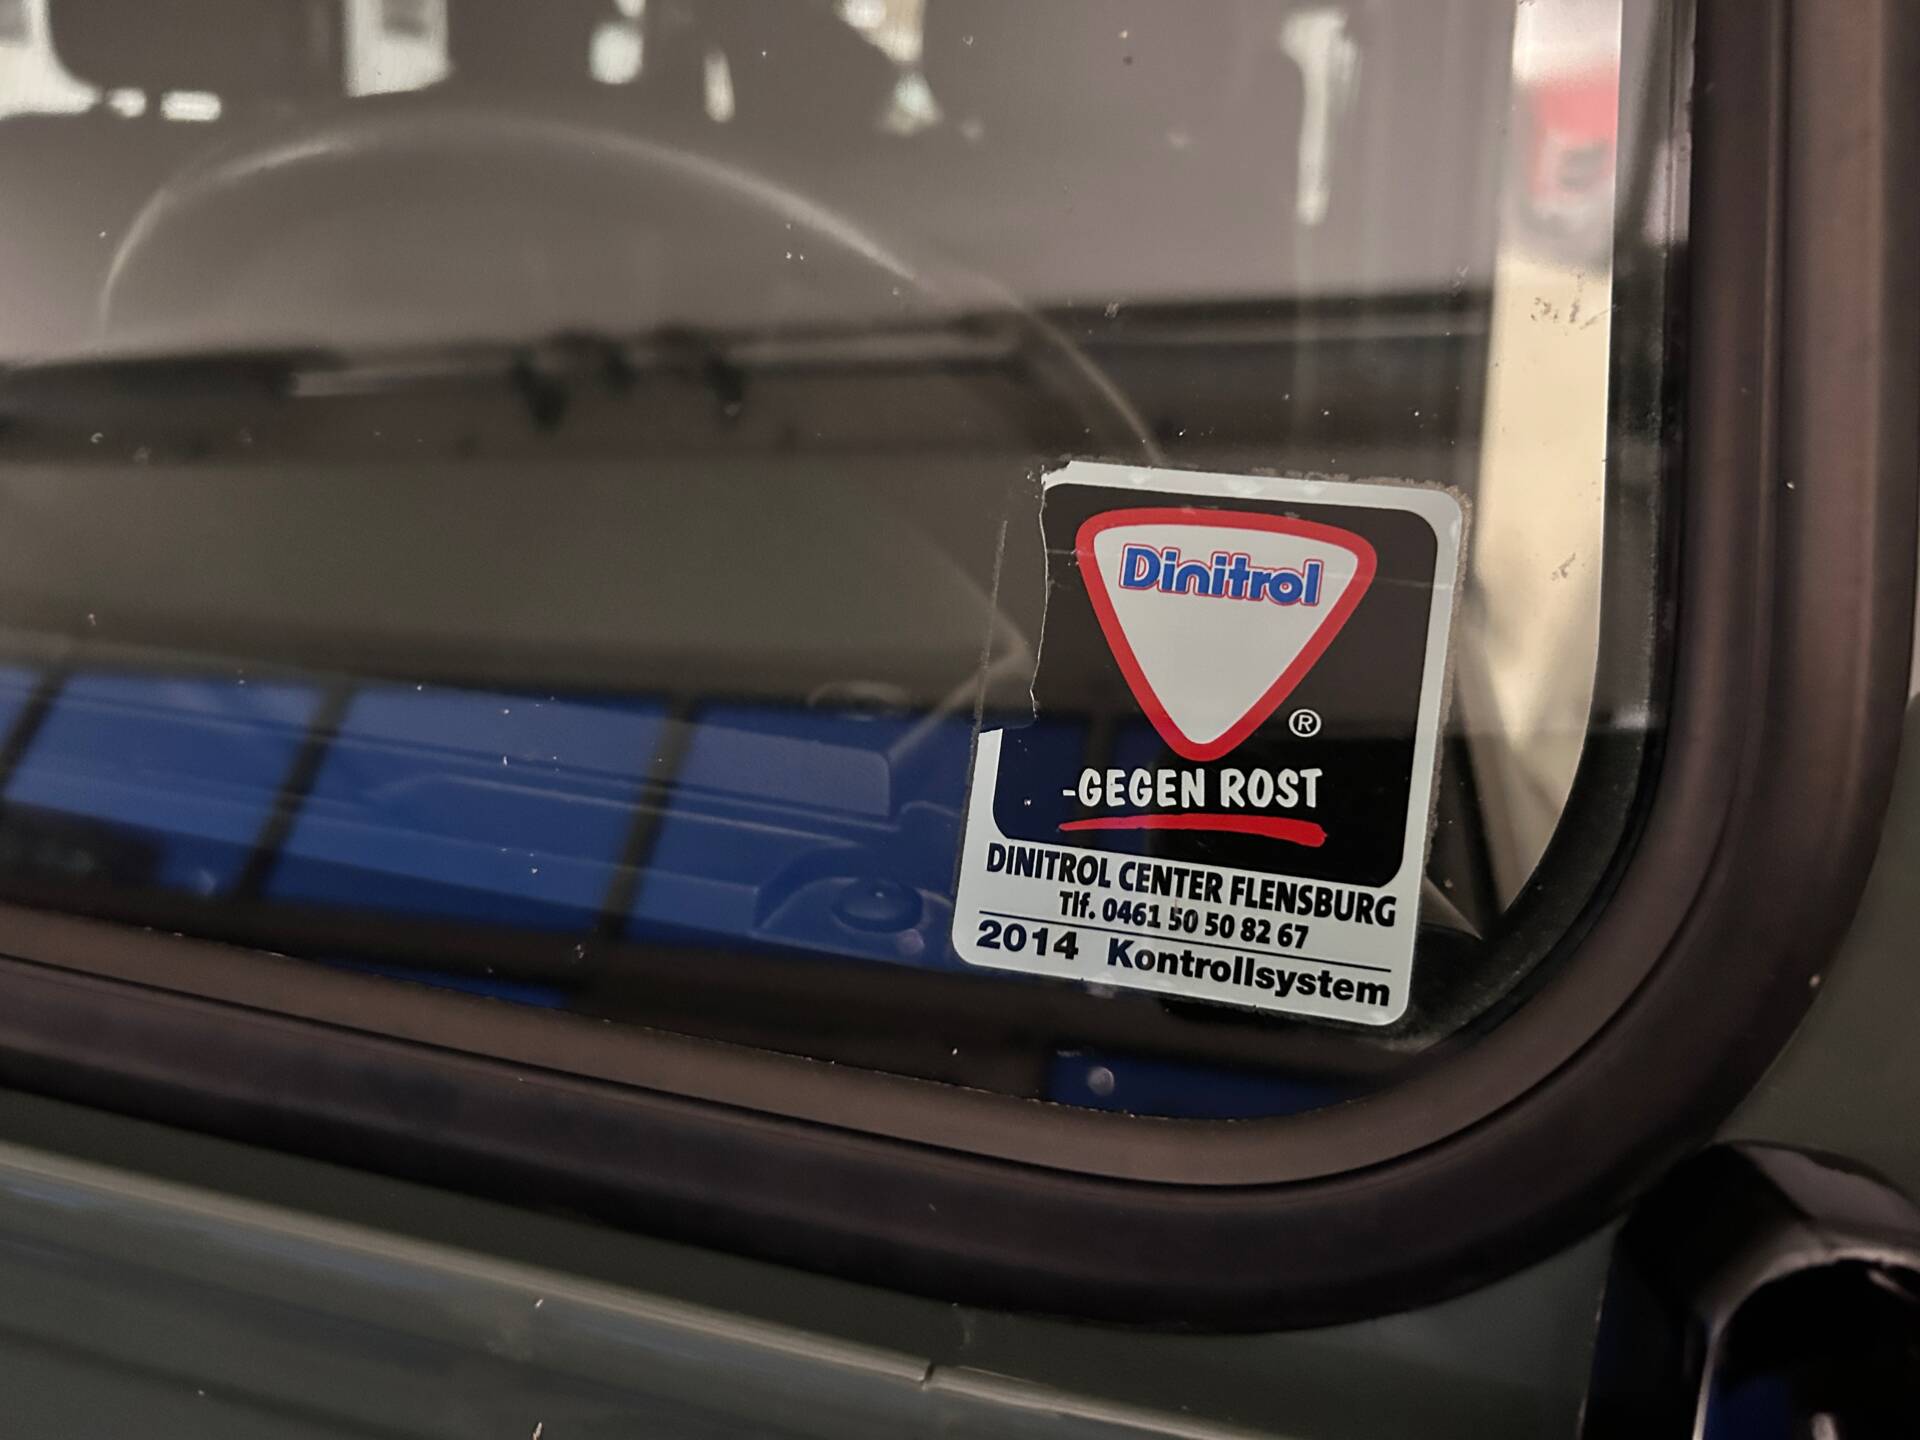 Dinitrol
®
-GEGEN ROST
DINITROL CENTER FLENSBURG
Tlf. 0461 50 50 82 67
2014 Kontrollsystem